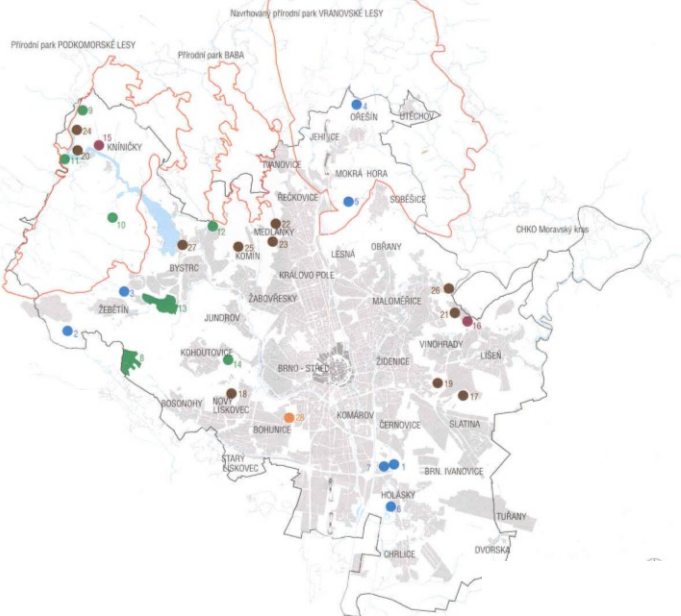 Navrhovaný přírodní park VRANOVSKÉ LESY
Přírodní park PODKOMORSKÉ LESY
Přírodní park BABA
9
4
OŘEŠÍN
ÚTĚCHOV
24
15
KNÍNIČKY
20
11
IVANOVICE
MOKRÁ HORA
ŘEČKOVICE
5
SOBĚŠICE
10
12
22
MEDLÁNKY
23
CHKO Moravský kras
27
25
KOMÍN
LESNÁ
OBŘANY
BYSTRC
KRÁLOVO POLE
3
26
ŽABOVŘESKY
MALOMĚŘICE
ŽEBĚTÍN
13
JUNDROV
21
16
2
VINOHRADY
LÍŠEŇ
8
KOHOUTOVICE
14
BRNO - STŘED
ŽIDENICE
19
18
17
BOSONOHY
NOVÝ
LÍSKOVEC
28
KOMÁROV
ČERNOVICE
SLATINA
BOHUNICE
STARÝ
LÍSKOVEC
7
1
BRN. IVANOVICE
HOLÁSKY
6
TUŘANY
CHRLICE
DVORSKA